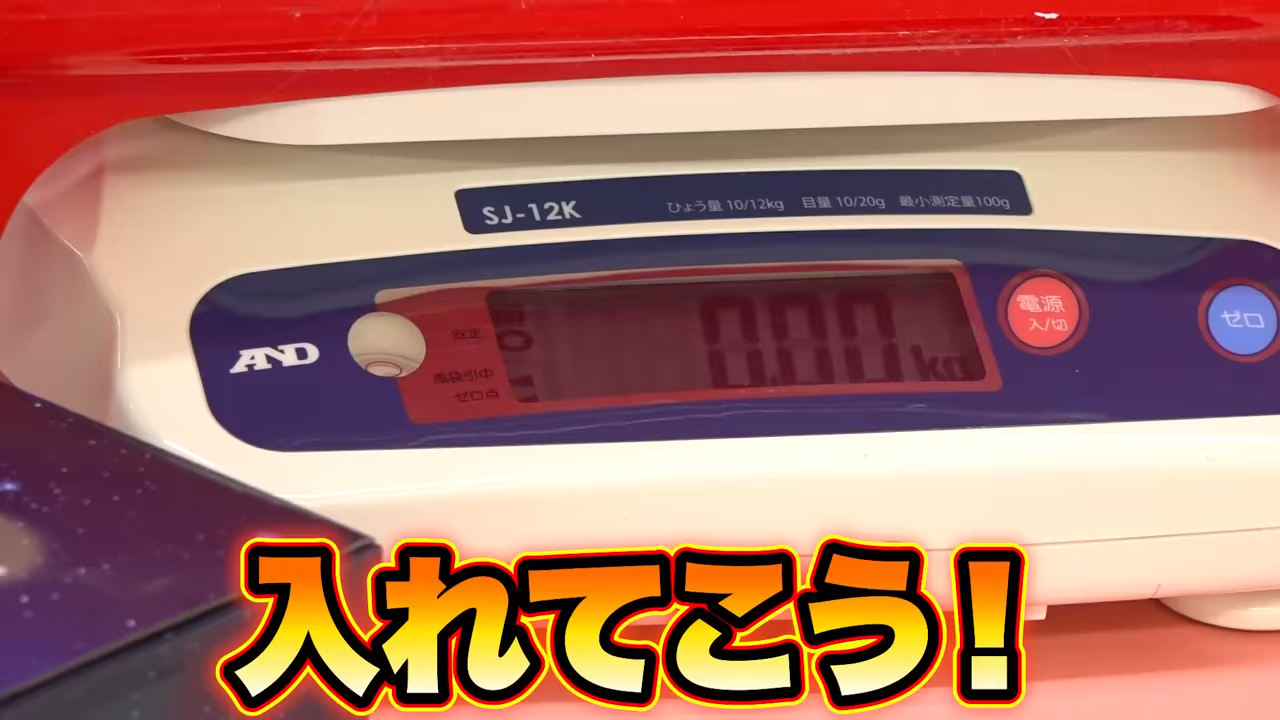 SJ-12K ひょう量 10/12kg 目量 10/20g 最小測定量100g
AND
安定
風袋引中
ゼロ点
0.00 kg
電源
入/切
ゼロ
入れてこう!